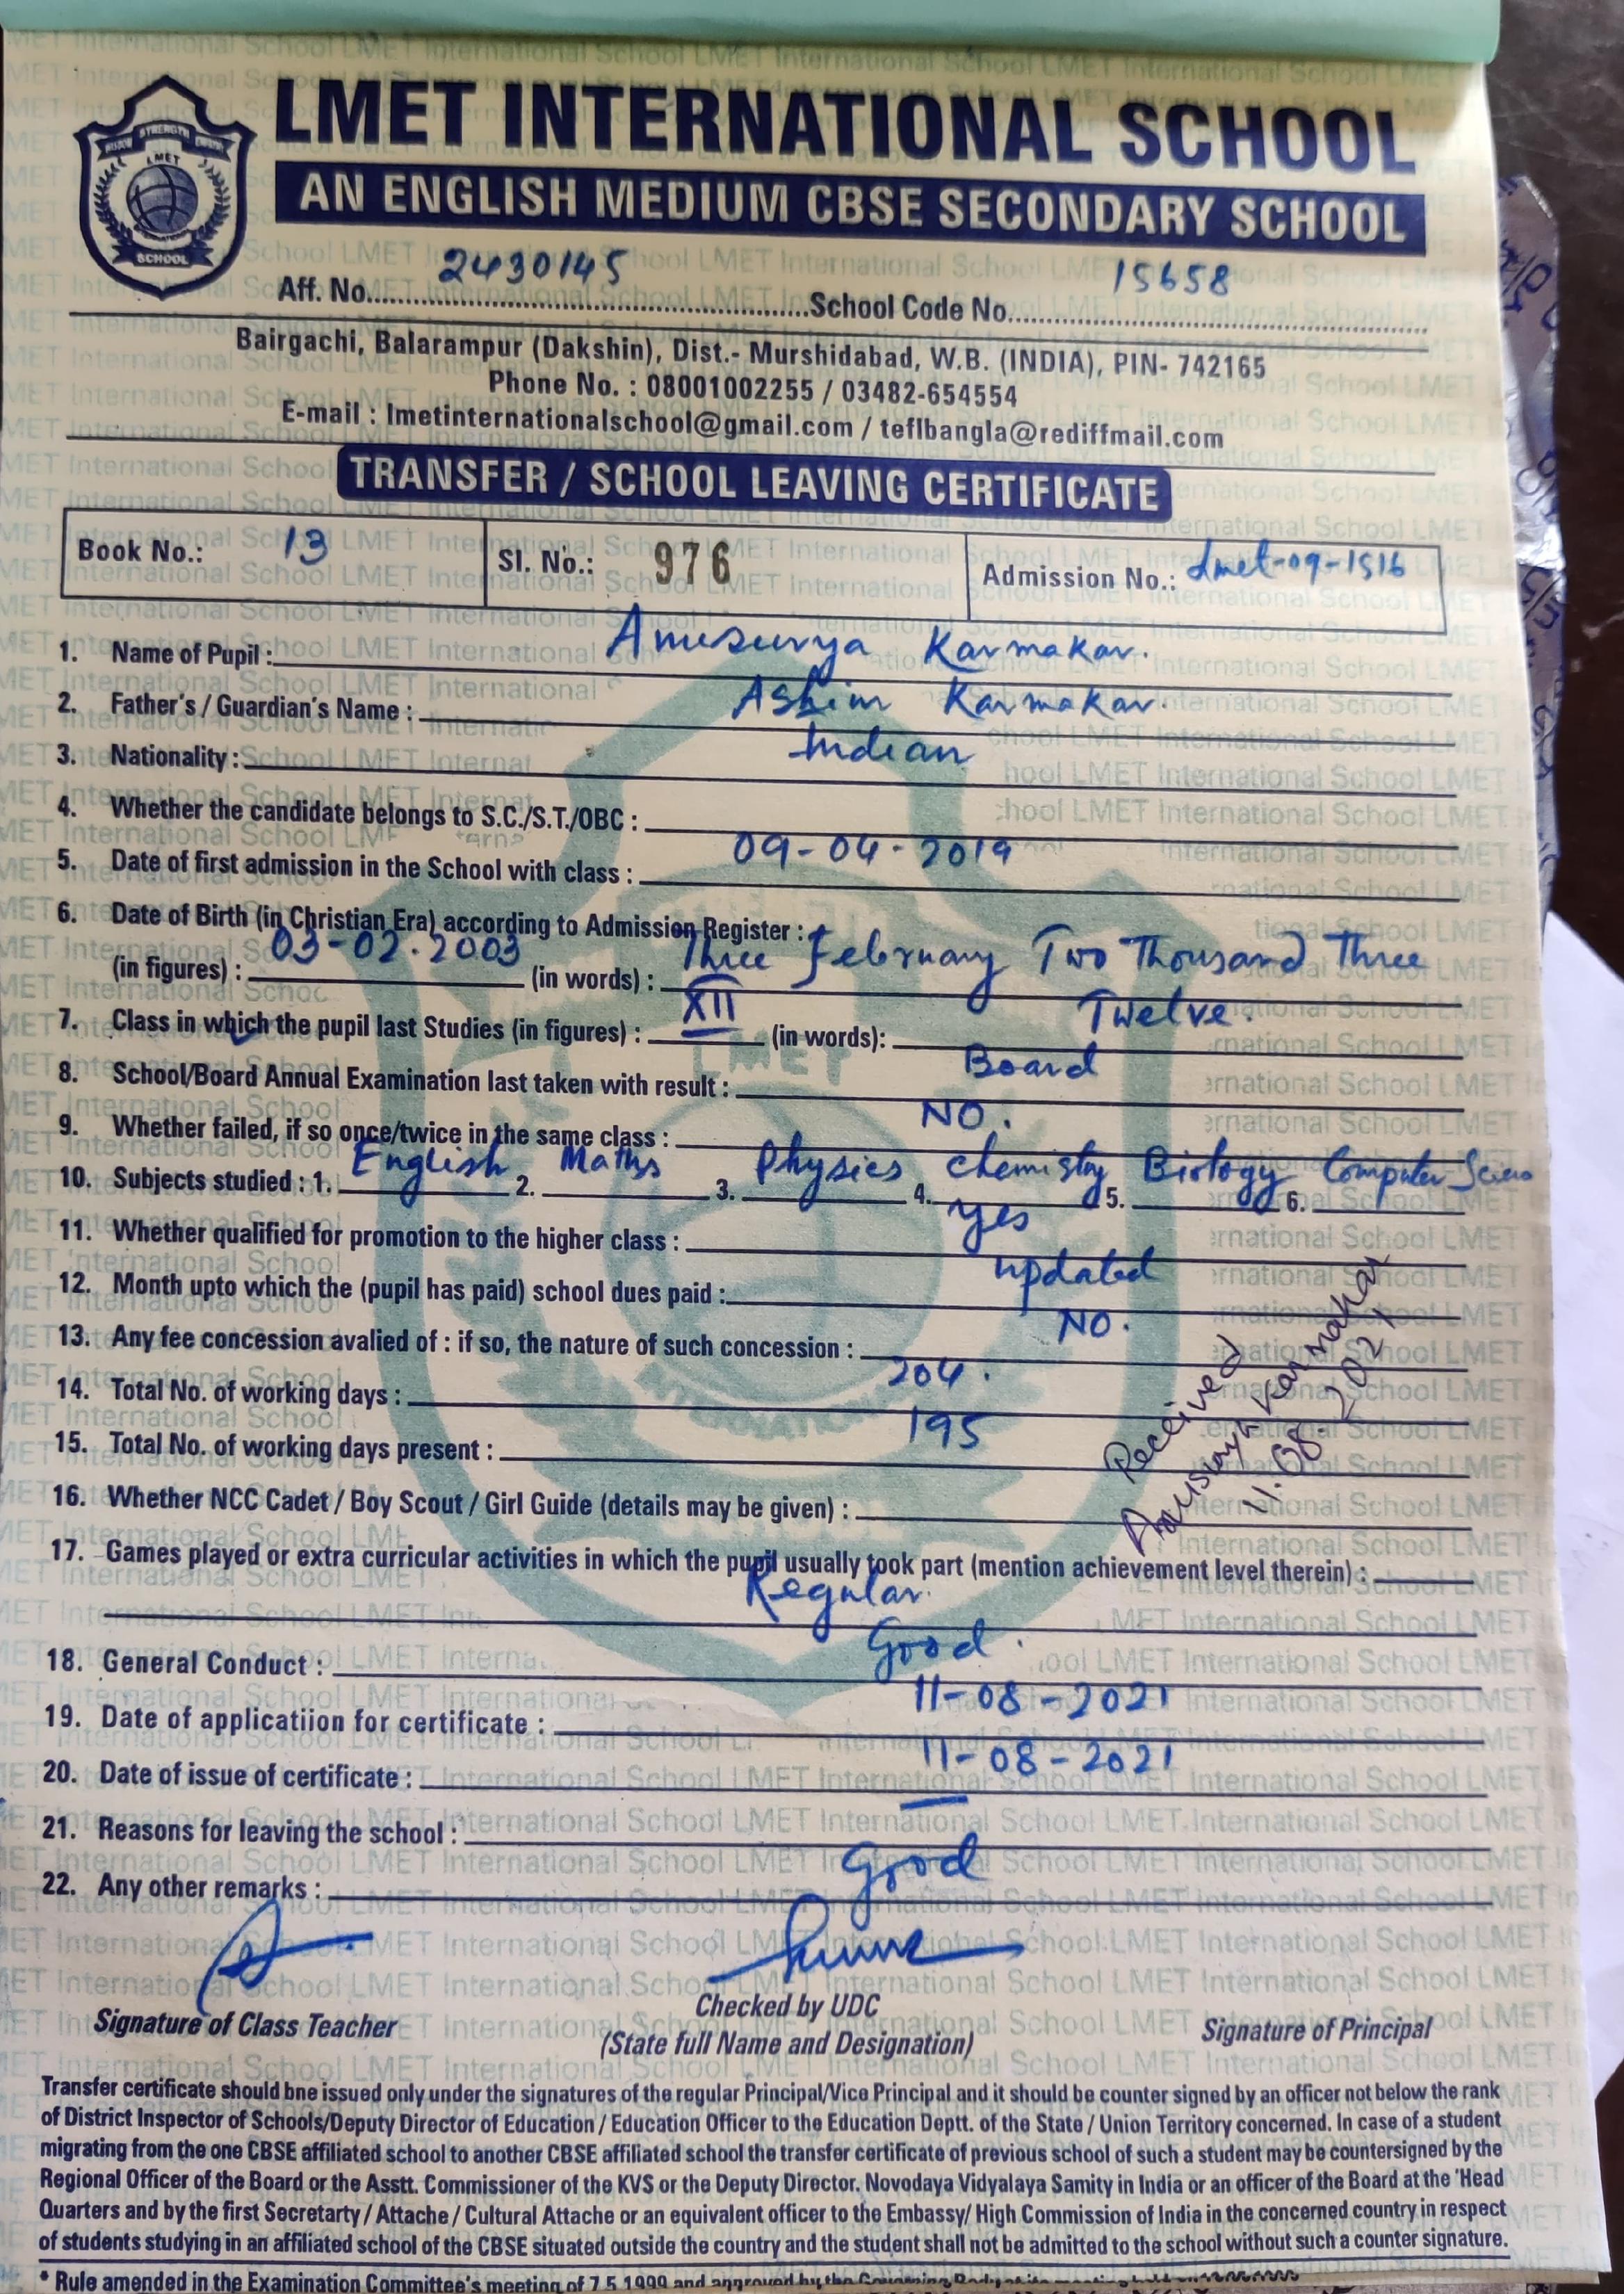 LMET INTERNATIONAL SCHOOL
AN ENGLISH MEDIUM CBSE SECONDARY SCHOOL
STRENGTH
LMET
SCHOOL
Aff. No. 2430145 School Code No. 15658
Bairgachi, Balarampur (Dakshin), Dist.- Murshidabad, W.B. (INDIA), PIN- 742165
Phone No. : 08001002255 / 03482-654554
E-mail : lmetinternationalschool@gmail.com / teflbangla@rediffmail.com
TRANSFER / SCHOOL LEAVING CERTIFICATE
Book No.: 13 Sl. No.: 976 Admission No.: Lmet-09-1516
1. Name of Pupil : Anusurya Karmakar.
2. Father's / Guardian's Name : Ashim Karmakar.
3. Nationality : Indian
4. Whether the candidate belongs to S.C./S.T./OBC :
5. Date of first admission in the School with class : 09-04-2019
6. Date of Birth (in Christian Era) according to Admission Register :
(in figures) : 03-02.2003 (in words) : Three February Two Thousand Three
7. Class in which the pupil last Studies (in figures) : XII (in words): Twelve.
8. School/Board Annual Examination last taken with result : Board
9. Whether failed, if so once/twice in the same class : NO.
10. Subjects studied : 1. English 2. Maths 3. Physics 4. chemistry 5. Biology 6. Computer
11. Whether qualified for promotion to the higher class : Yes
12. Month upto which the (pupil has paid) school dues paid : updated
13. Any fee concession avalied of : if so, the nature of such concession : NO.
14. Total No. of working days : 204.
15. Total No. of working days present : 195
16. Whether NCC Cadet / Boy Scout / Girl Guide (details may be given) :
17. Games played or extra curricular activities in which the pupil usually took part (mention achievement level therein) :
Regular.
18. General Conduct : Good.
19. Date of applicatiion for certificate : 11-08-2021
20. Date of issue of certificate : 11-08-2021
21. Reasons for leaving the school : —
22. Any other remarks : Good
Received
Karmakar
11.08.2021
Signature of Class Teacher
Checked by UDC
(State full Name and Designation)
Signature of Principal
Transfer certificate should bne issued only under the signatures of the regular Principal/Vice Principal and it should be counter signed by an officer not below the rank
of District Inspector of Schools/Deputy Director of Education / Education Officer to the Education Deptt. of the State / Union Territory concerned. In case of a student
migrating from the one CBSE affiliated school to another CBSE affiliated school the transfer certificate of previous school of such a student may be countersigned by the
Regional Officer of the Board or the Asstt. Commissioner of the KVS or the Deputy Director. Novodaya Vidyalaya Samity in India or an officer of the Board at the 'Head
Quarters and by the first Secretarty / Attache / Cultural Attache or an equivalent officer to the Embassy/ High Commission of India in the concerned country in respect
of students studying in an affiliated school of the CBSE situated outside the country and the student shall not be admitted to the school without such a counter signature.
* Rule amended in the Examination Committee's meeting of 7.5.1999 and approved by the Governing Body